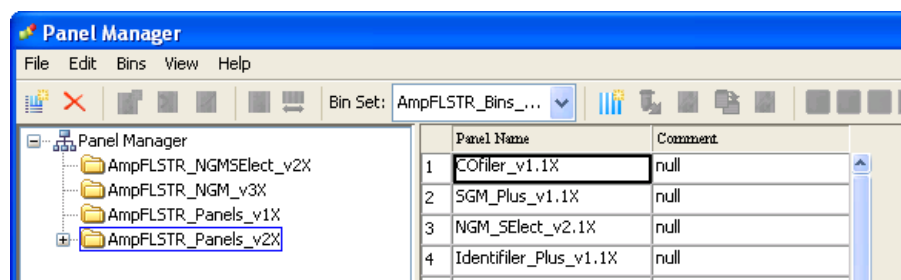 Panel Manager
File Edit Bins View Help
Bin Set: AmpFLSTR_Bins_...
Panel Manager
AmpFLSTR_NGMSElect_v2X
AmpFLSTR_NGM_v3X
AmpFLSTR_Panels_v1X
AmpFLSTR_Panels_v2X
Panel Name Comment
1 COfiler_v1.1X null
2 SGM_Plus_v1.1X null
3 NGM_SElect_v2.1X null
4 Identifiler_Plus_v1.1X null